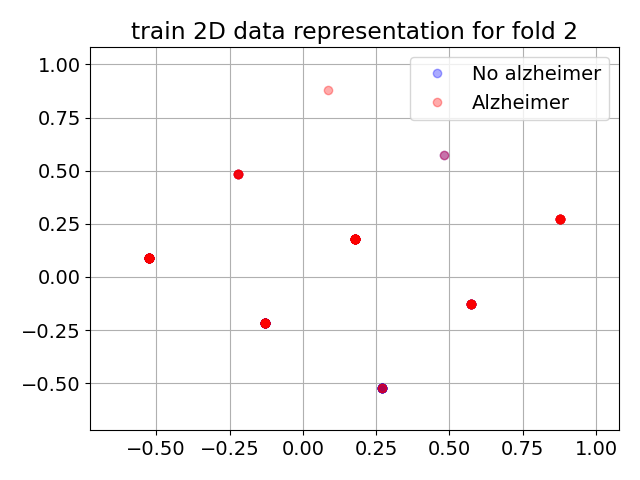 train 2D data representation for fold 2
No alzheimer
Alzheimer
1.00
0.75
0.50
0.25
0.00
−0.25
−0.50
−0.50 −0.25 0.00 0.25 0.50 0.75 1.00